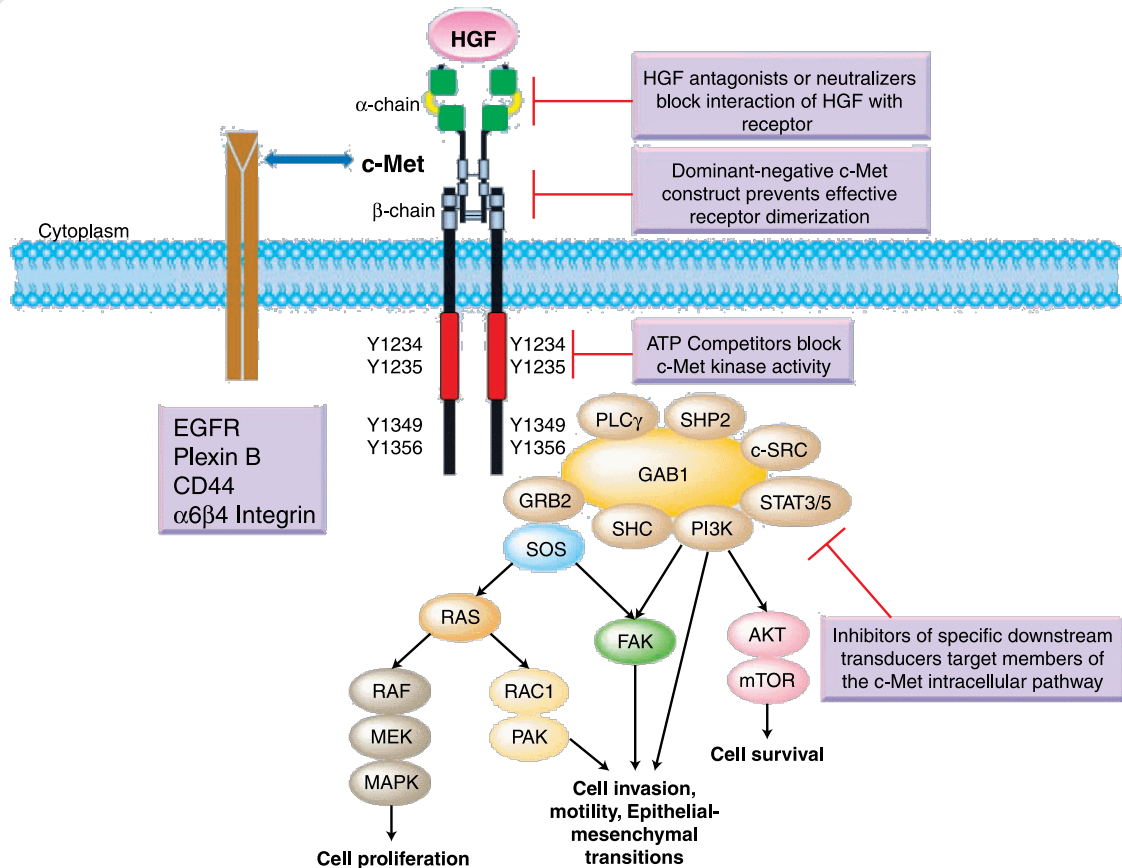 HGF
HGF antagonists or neutralizers
block interaction of HGF with
receptor
α-chain
c-Met
Dominant-negative c-Met
construct prevents effective
receptor dimerization
β-chain
Cytoplasm
Y1234
Y1235
Y1234
Y1235
ATP Competitors block
c-Met kinase activity
Y1349
Y1356
Y1349
Y1356
EGFR
Plexin B
CD44
α6β4 Integrin
PLCγ
SHP2
c-SRC
GAB1
STAT3/5
GRB2
SHC
PI3K
SOS
RAS
FAK
AKT
mTOR
Inhibitors of specific downstream
transducers target members of
the c-Met intracellular pathway
RAF
MEK
MAPK
RAC1
PAK
Cell survival
Cell invasion,
motility, Epithelial-
mesenchymal
transitions
Cell proliferation